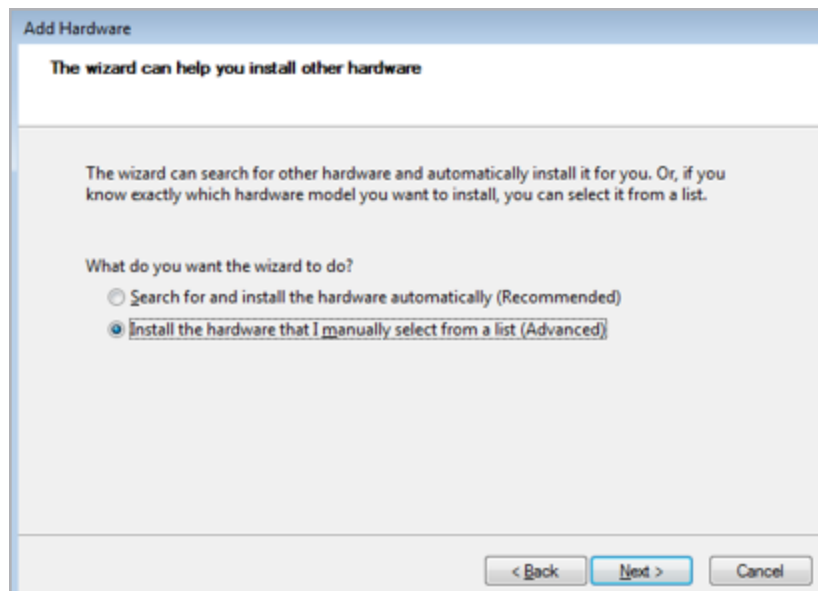 Add Hardware
The wizard can help you install other hardware
The wizard can search for other hardware and automatically install it for you. Or, if you
know exactly which hardware model you want to install, you can select it from a list.
What do you want the wizard to do?
Search for and install the hardware automatically (Recommended)
Install the hardware that I manually select from a list (Advanced)
< Back Next > Cancel